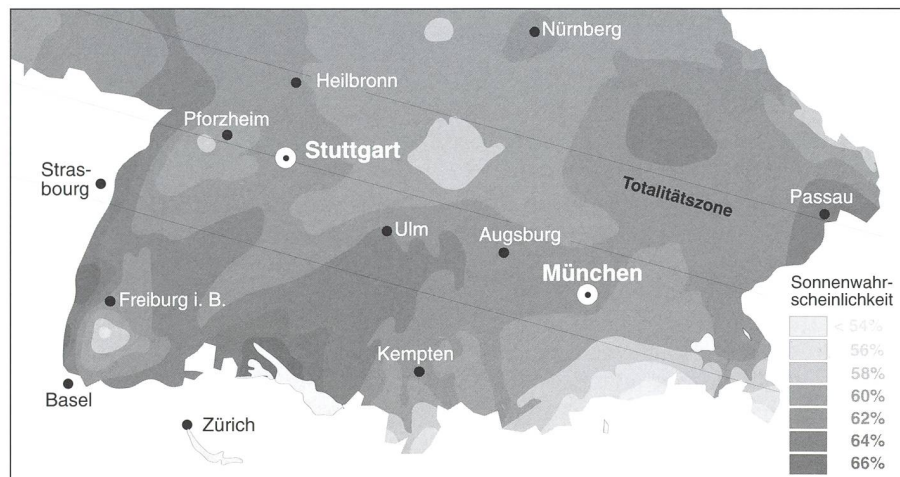 Nürnberg
Heilbronn
Pforzheim
Stuttgart
Stras-
bourg
Totalitätszone
Passau
Ulm
Augsburg
München
Freiburg i. B.
Sonnenwahr-
scheinlichkeit
< 54%
56%
58%
60%
62%
64%
66%
Kempten
Basel
Zürich